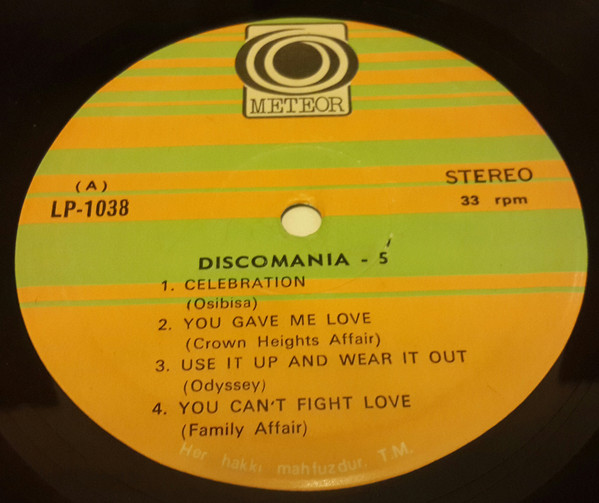 METEOR
(A)
LP-1038
STEREO
33 rpm
DISCOMANIA - 5
1. CELEBRATION
(Osibisa)
2. YOU GAVE ME LOVE
(Crown Heights Affair)
3. USE IT UP AND WEAR IT OUT
(Odyssey)
4. YOU CAN'T FIGHT LOVE
(Family Affair)
Her hakkı mahfuzdur. T.M.